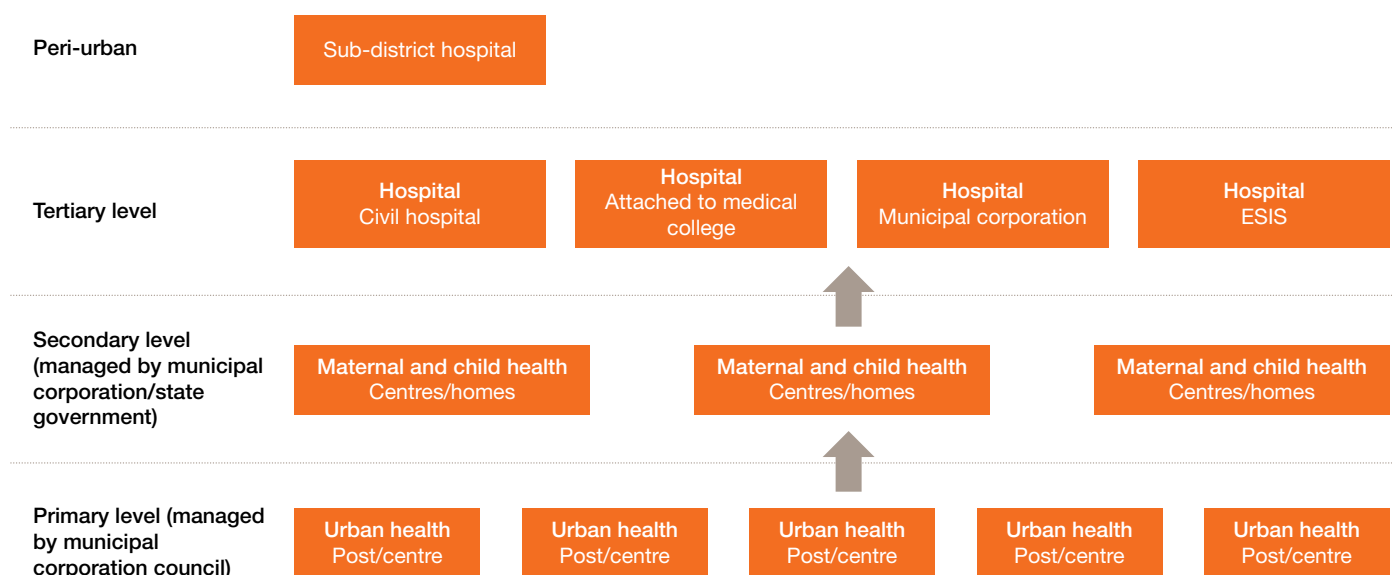 Peri-urban
Sub-district hospital
Tertiary level
Hospital
Civil hospital
Hospital
Attached to medical
college
Hospital
Municipal corporation
Hospital
ESIS
Secondary level
(managed by municipal
corporation/state
government)
Maternal and child health
Centres/homes
Maternal and child health
Centres/homes
Maternal and child health
Centres/homes
Primary level (managed
by municipal
corporation council)
Urban health
Post/centre
Urban health
Post/centre
Urban health
Post/centre
Urban health
Post/centre
Urban health
Post/centre